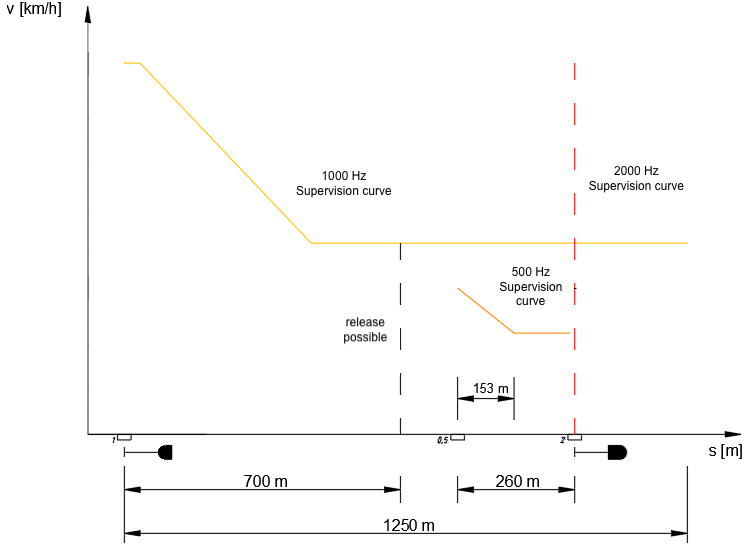 v [km/h]
1000 Hz
Supervision curve
2000 Hz
Supervision curve
500 Hz
Supervision
curve
release
possible
153 m
1
0,5
2
s [m]
700 m
260 m
1250 m